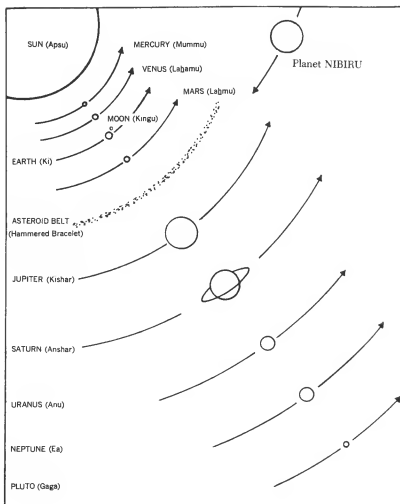 SUN (Apsu)
MERCURY (Mummu)
Planet NIBIRU
VENUS (Lahamu)
MARS (Lahmu)
MOON (Kingu)
EARTH (Ki)
ASTEROID BELT
(Hammered Bracelet)
JUPITER (Kishar)
SATURN (Anshar)
URANUS (Anu)
NEPTUNE (Ea)
PLUTO (Gaga)